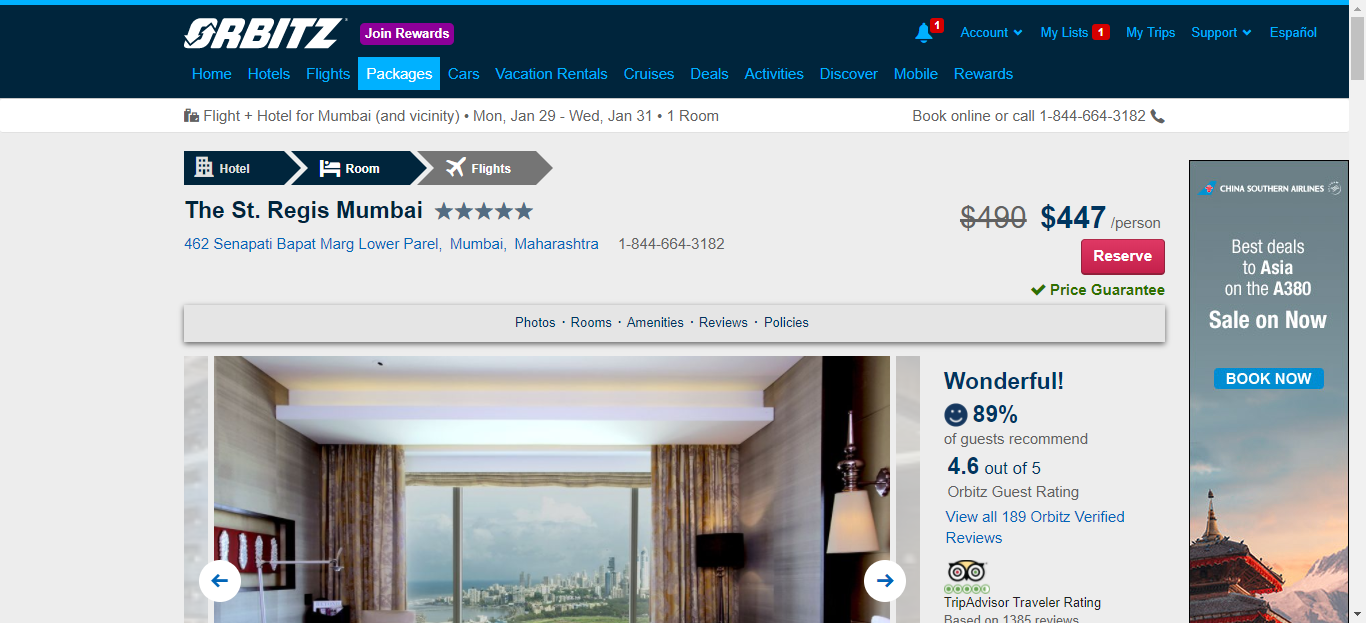 ORBITZ
Join Rewards
1
Account
My Lists 1
My Trips
Support
Español
Home Hotels Flights Packages Cars Vacation Rentals Cruises Deals Activities Discover Mobile Rewards
Flight + Hotel for Mumbai (and vicinity) • Mon, Jan 29 - Wed, Jan 31 • 1 Room
Book online or call 1-844-664-3182
Hotel
Room
Flights
The St. Regis Mumbai
462 Senapati Bapat Marg Lower Parel, Mumbai, Maharashtra 1-844-664-3182
$490 $447 /person
Reserve
Price Guarantee
Photos · Rooms · Amenities · Reviews · Policies
Wonderful!
89%
of guests recommend
4.6 out of 5
Orbitz Guest Rating
View all 189 Orbitz Verified
Reviews
TripAdvisor Traveler Rating
Based on 1385 reviews
CHINA SOUTHERN AIRLINES
Best deals
to Asia
on the A380
Sale on Now
BOOK NOW